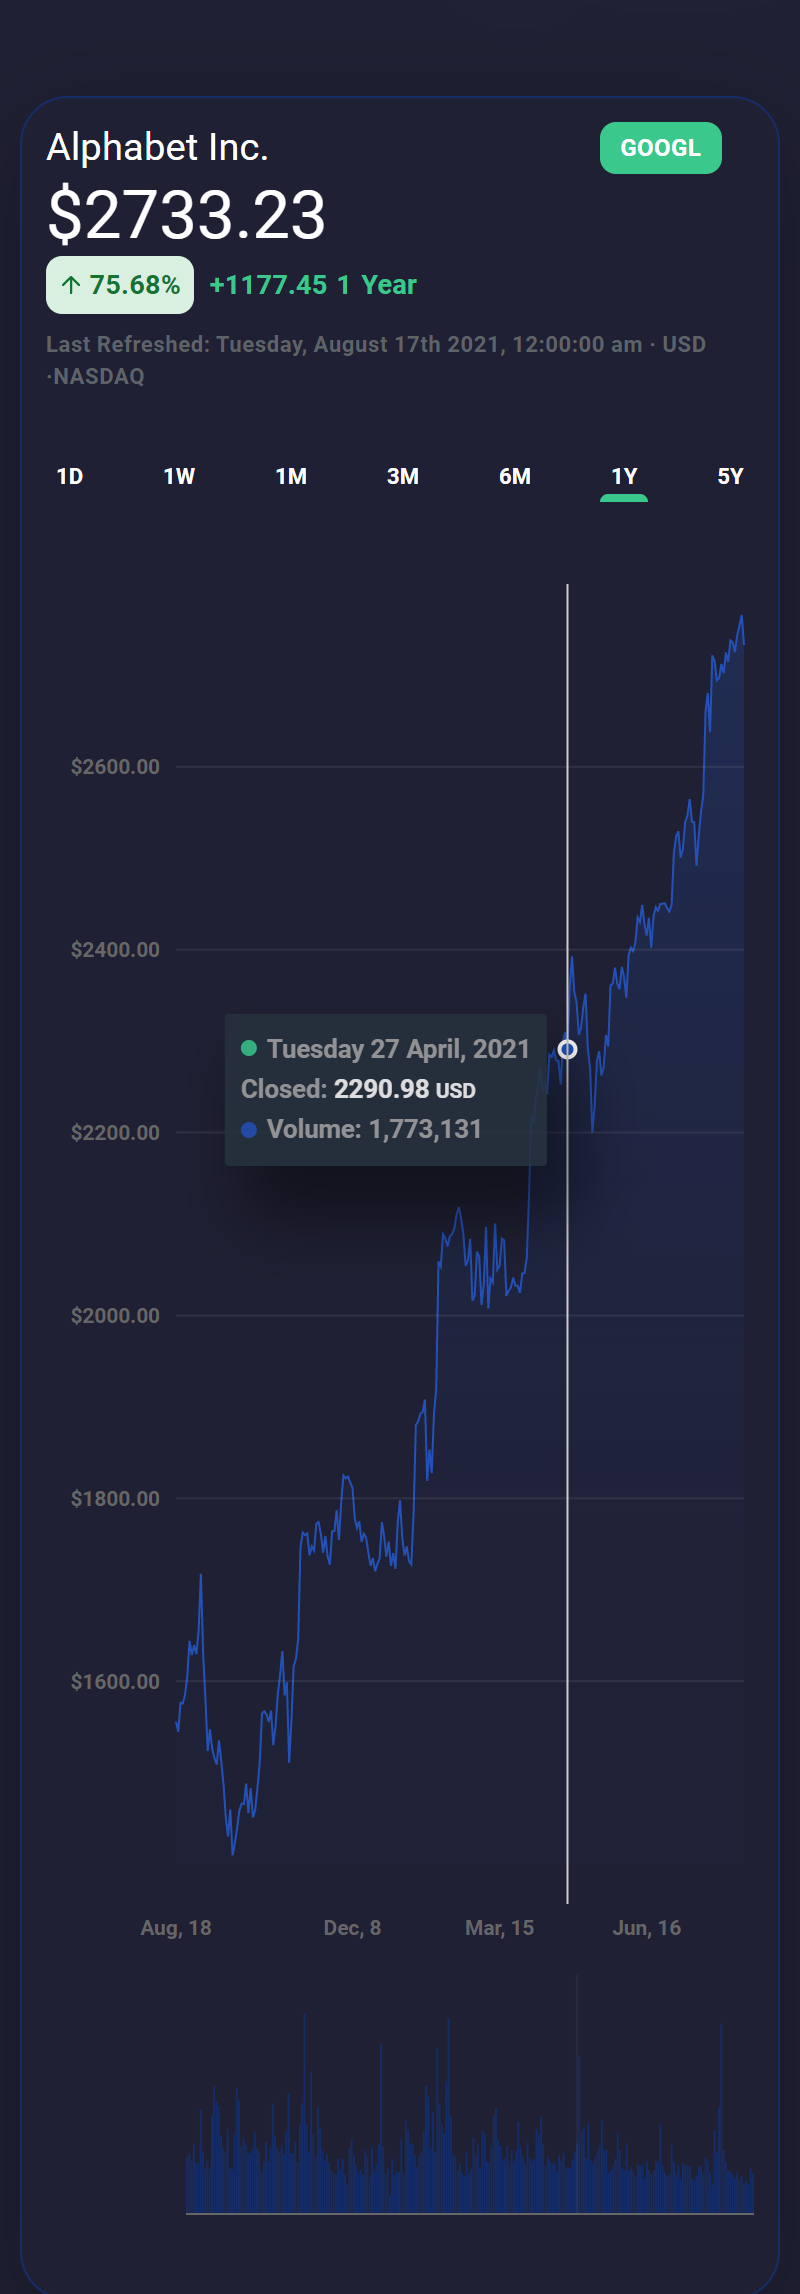 Alphabet Inc.
GOOGL
$2733.23
↑ 75.68% +1177.45 1 Year
Last Refreshed: Tuesday, August 17th 2021, 12:00:00 am · USD
·NASDAQ
1D 1W 1M 3M 6M 1Y 5Y
$2600.00
$2400.00
Tuesday 27 April, 2021
Closed: 2290.98 USD
Volume: 1,773,131
$2200.00
$2000.00
$1800.00
$1600.00
Aug, 18 Dec, 8 Mar, 15 Jun, 16